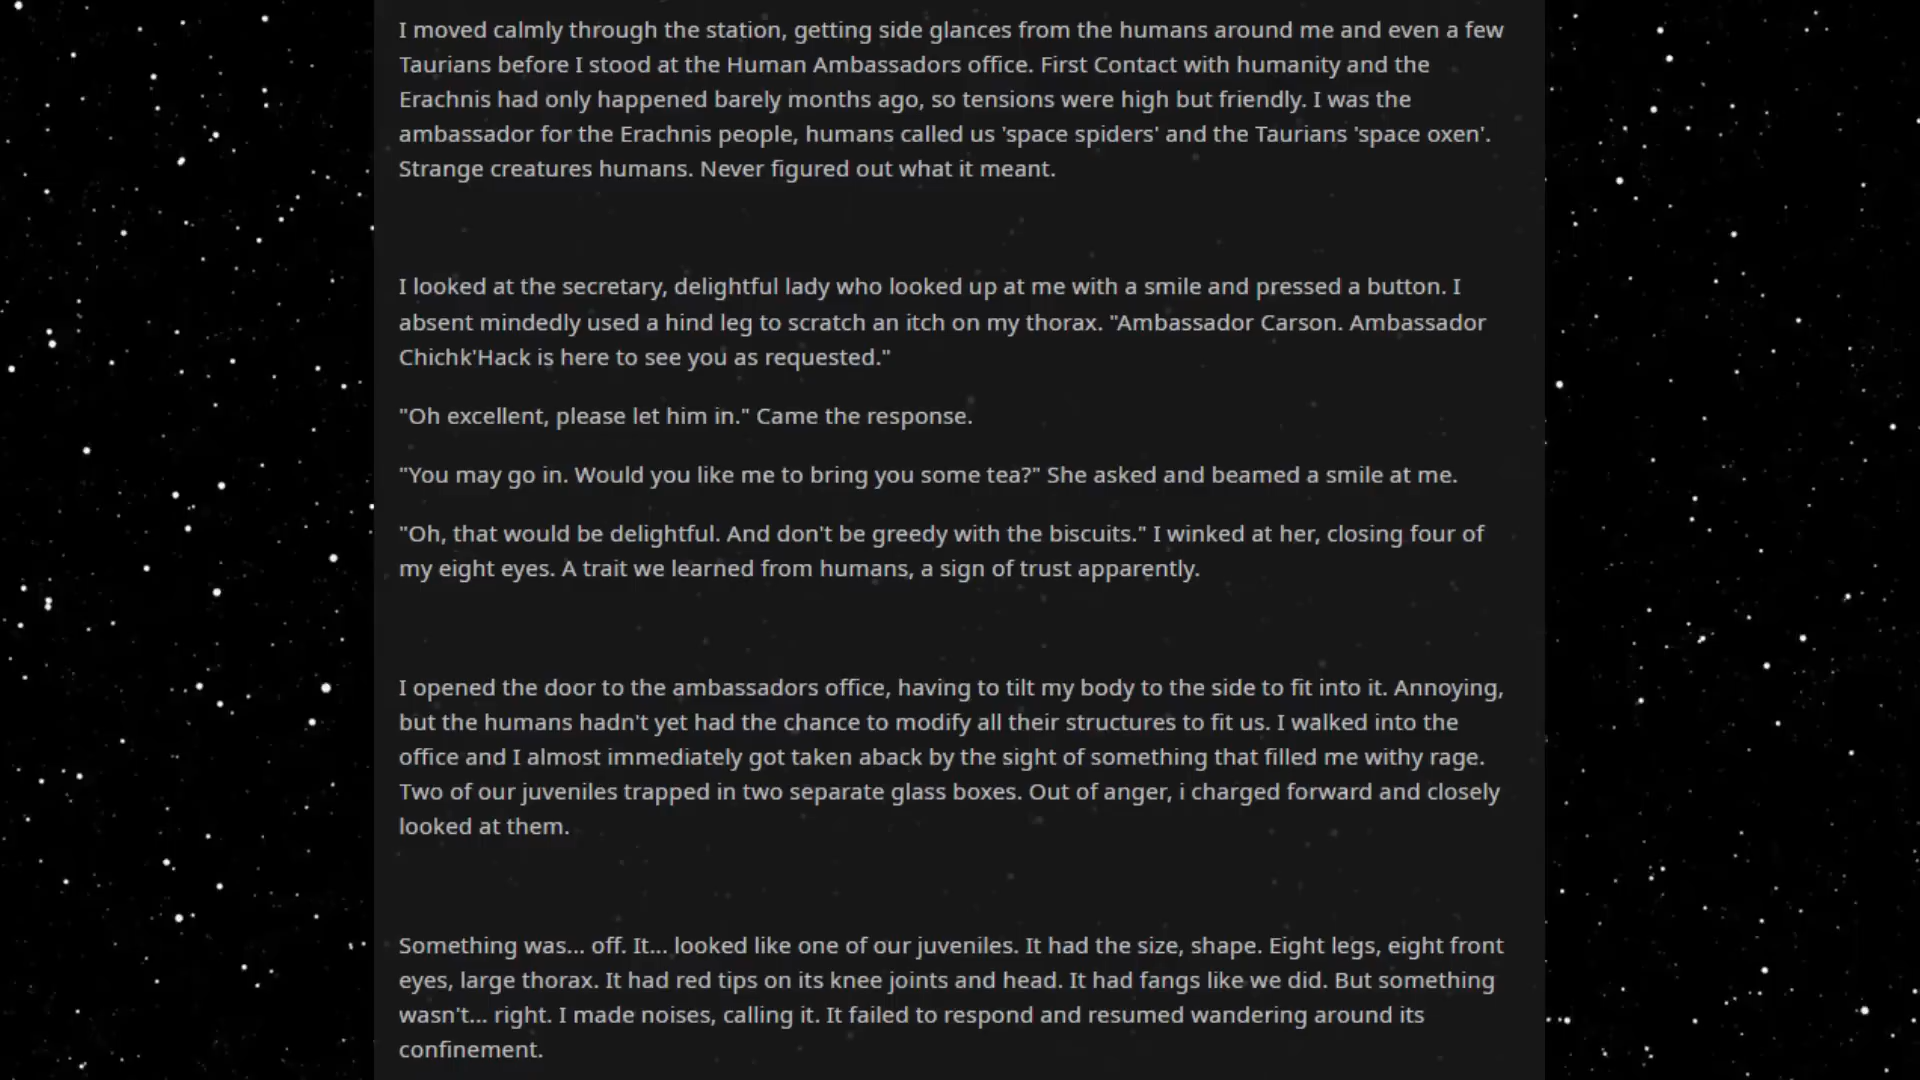 I moved calmly through the station, getting side glances from the humans around me and even a few
Taurians before I stood at the Human Ambassadors office. First Contact with humanity and the
Erachnis had only happened barely months ago, so tensions were high but friendly. I was the
ambassador for the Erachnis people, humans called us 'space spiders' and the Taurians 'space oxen'.
Strange creatures humans. Never figured out what it meant.
I looked at the secretary, delightful lady who looked up at me with a smile and pressed a button. I
absent mindedly used a hind leg to scratch an itch on my thorax. "Ambassador Carson. Ambassador
Chichk'Hack is here to see you as requested."
"Oh excellent, please let him in." Came the response.
"You may go in. Would you like me to bring you some tea?" She asked and beamed a smile at me.
"Oh, that would be delightful. And don't be greedy with the biscuits." I winked at her, closing four of
my eight eyes. A trait we learned from humans, a sign of trust apparently.
I opened the door to the ambassadors office, having to tilt my body to the side to fit into it. Annoying,
but the humans hadn't yet had the chance to modify all their structures to fit us. I walked into the
office and I almost immediately got taken aback by the sight of something that filled me withy rage.
Two of our juveniles trapped in two separate glass boxes. Out of anger, i charged forward and closely
looked at them.
Something was... off. It... looked like one of our juveniles. It had the size, shape. Eight legs, eight front
eyes, large thorax. It had red tips on its knee joints and head. It had fangs like we did. But something
wasn't... right. I made noises, calling it. It failed to respond and resumed wandering around its
confinement.